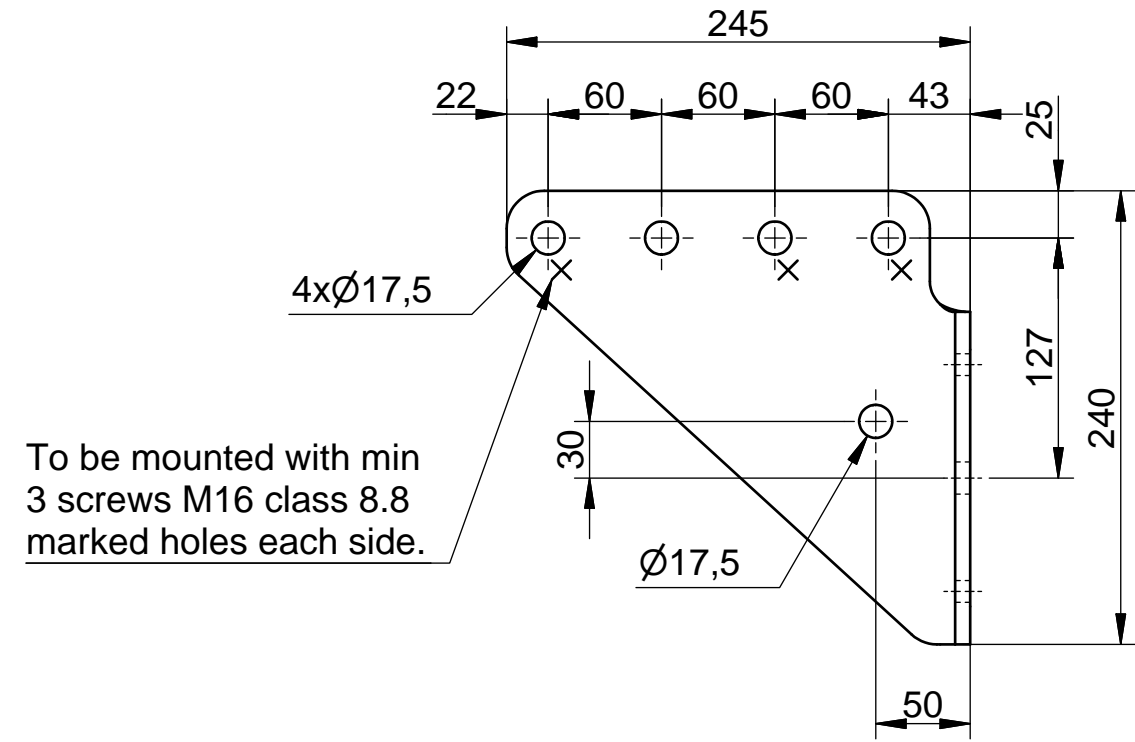 245
22
60
60
60
43
25
4xØ17,5
127
240
30
To be mounted with min
3 screws M16 class 8.8
marked holes each side.
Ø17,5
50